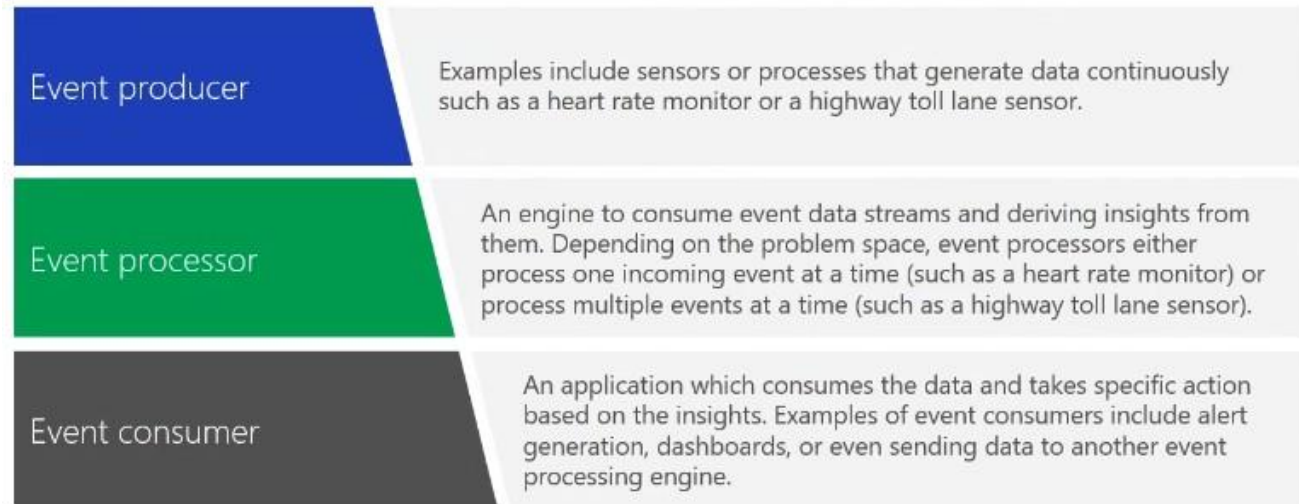 Event producer
Examples include sensors or processes that generate data continuously
such as a heart rate monitor or a highway toll lane sensor.
Event processor
An engine to consume event data streams and deriving insights from
them. Depending on the problem space, event processors either
process one incoming event at a time (such as a heart rate monitor) or
process multiple events at a time (such as a highway toll lane sensor).
Event consumer
An application which consumes the data and takes specific action
based on the insights. Examples of event consumers include alert
generation, dashboards, or even sending data to another event
processing engine.